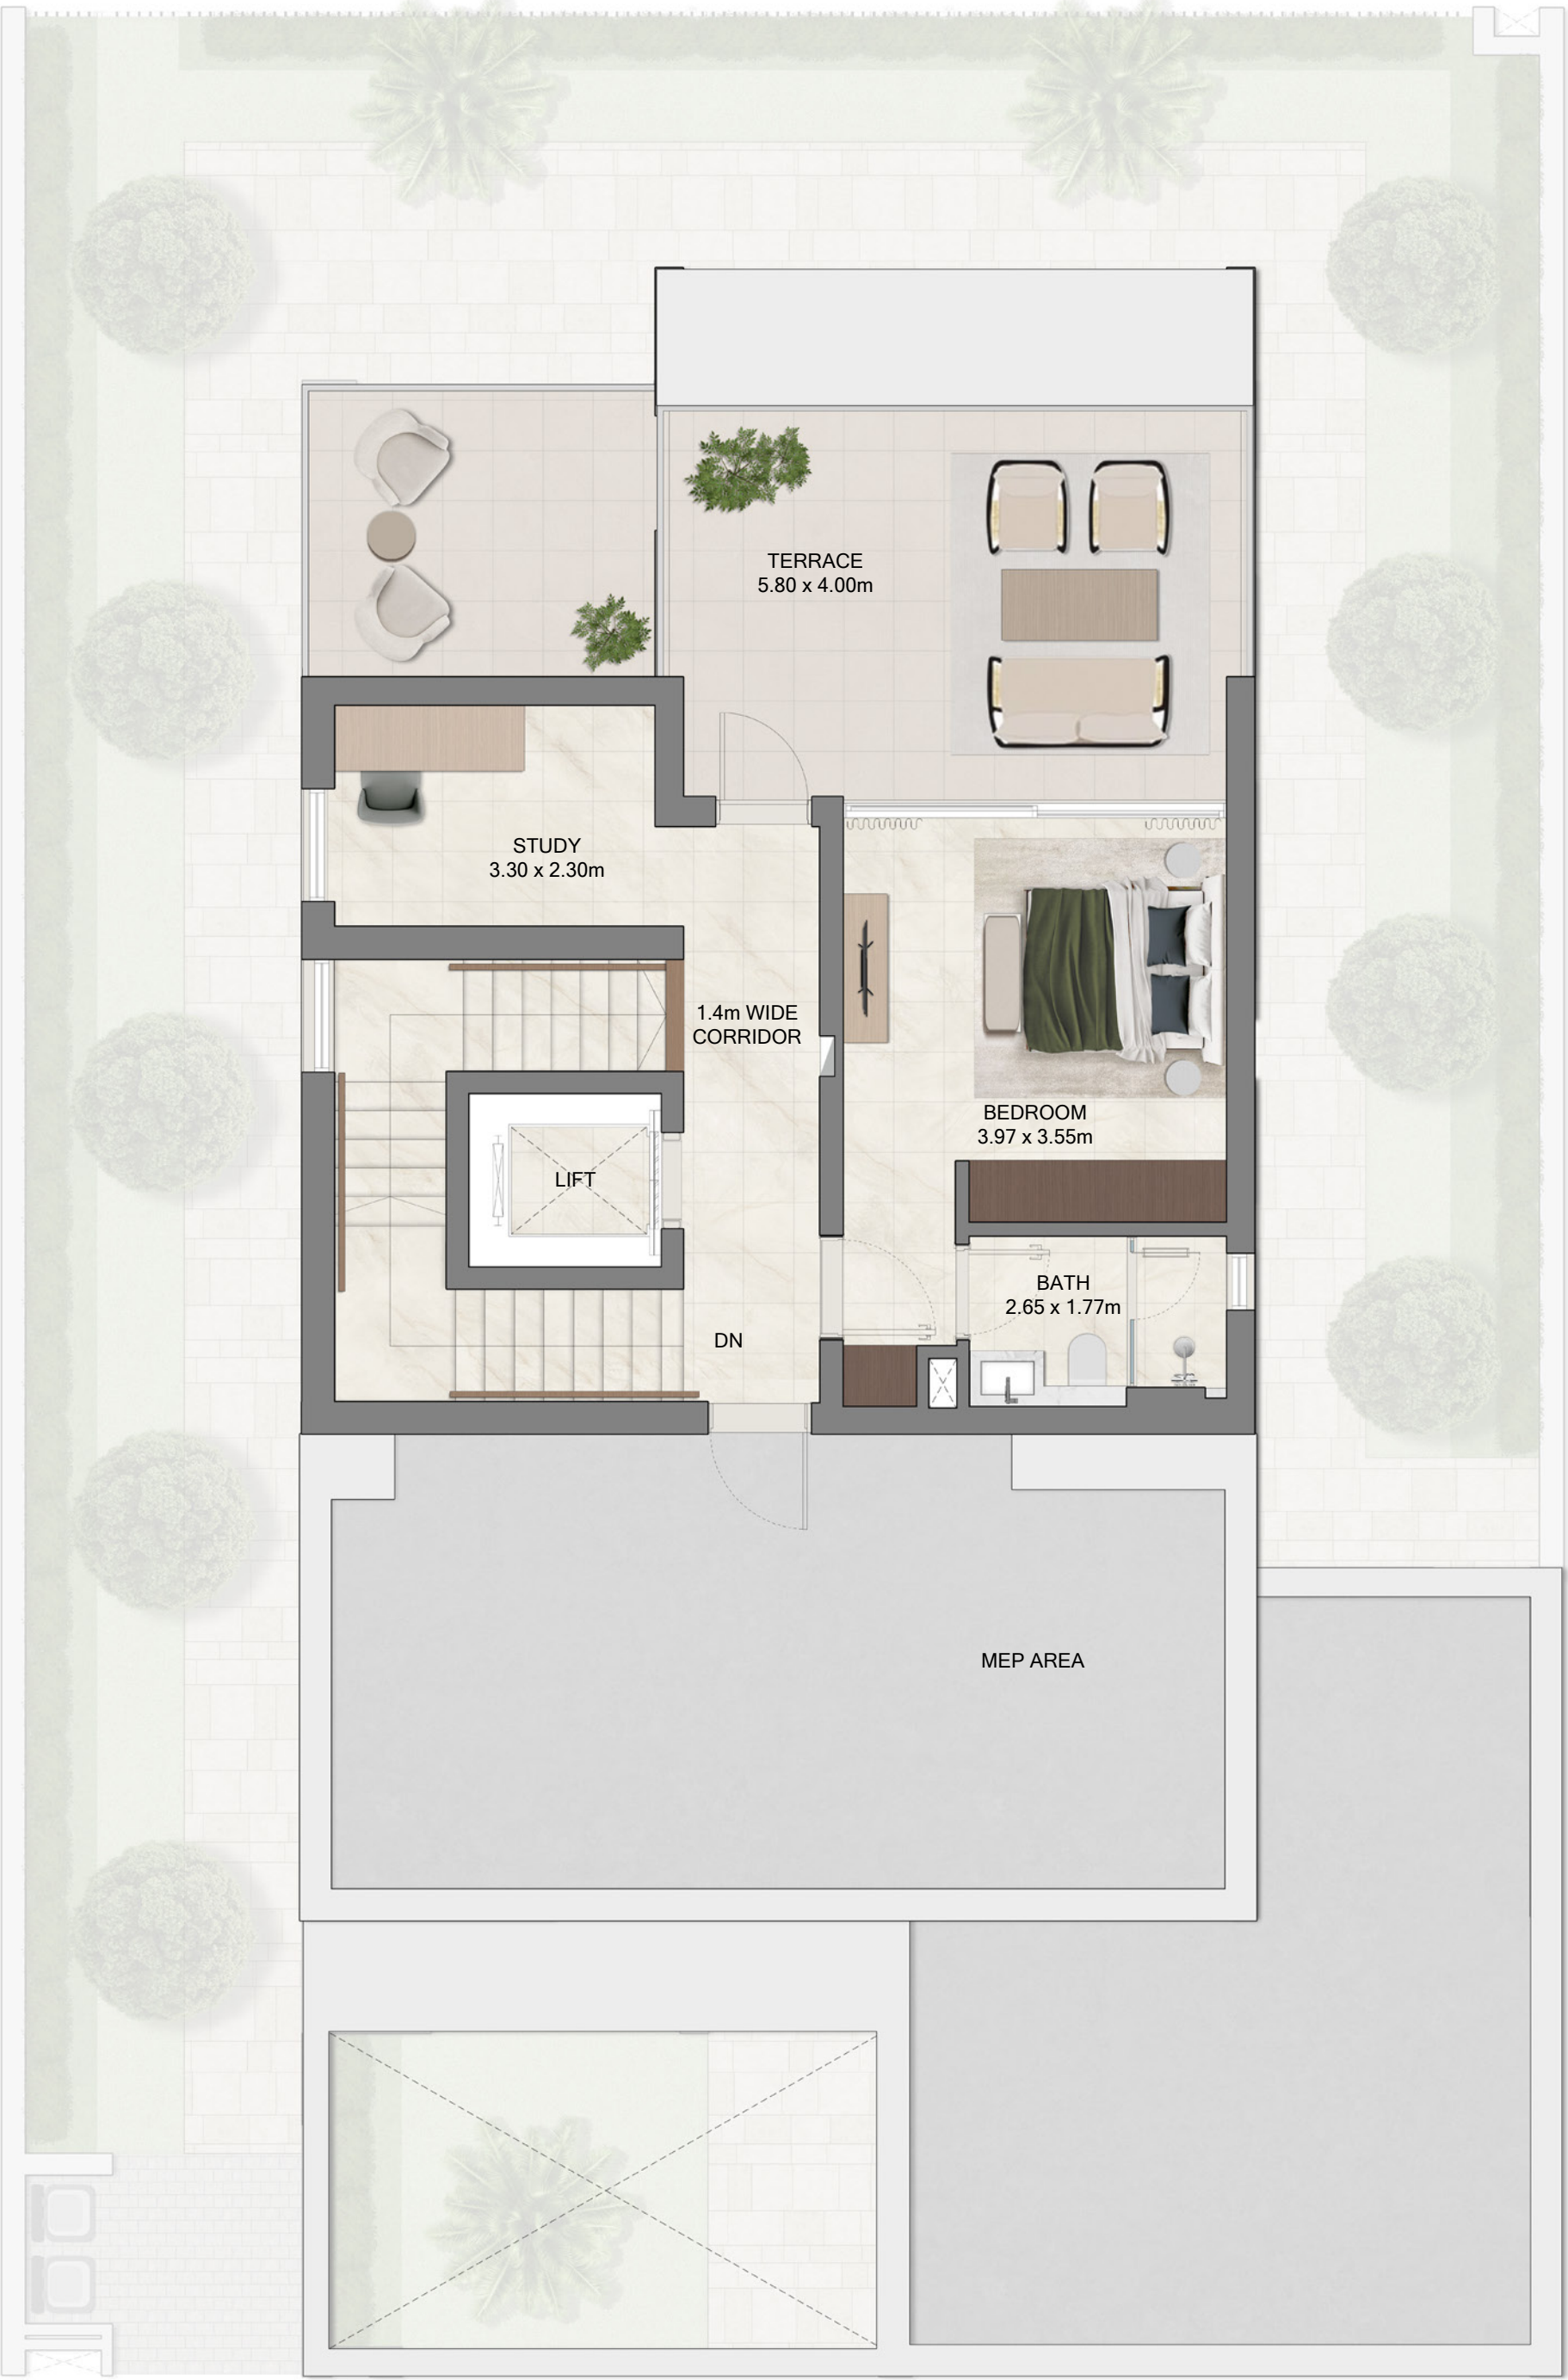 TERRACE
5.80 x 4.00m
STUDY
3.30 x 2.30m
1.4m WIDE
CORRIDOR
BEDROOM
3.97 x 3.55m
LIFT
BATH
2.65 x 1.77m
DN
MEP AREA